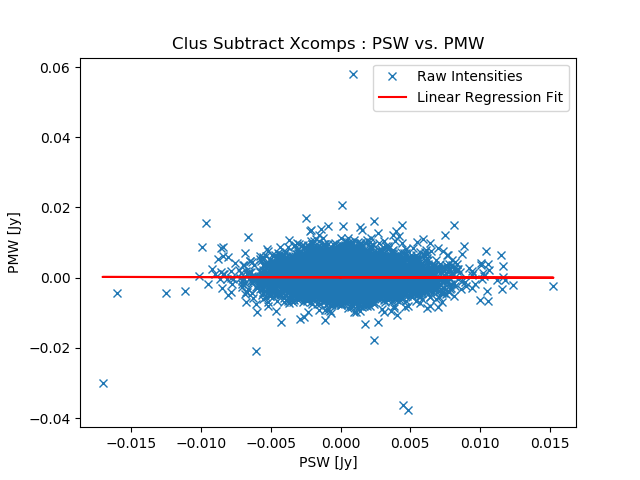 Clus Subtract Xcomps : PSW vs. PMW
Raw Intensities
Linear Regression Fit
0.06
0.04
0.02
0.00
−0.02
−0.04
PMW [Jy]
−0.015
−0.010
−0.005
0.000
0.005
0.010
0.015
PSW [Jy]